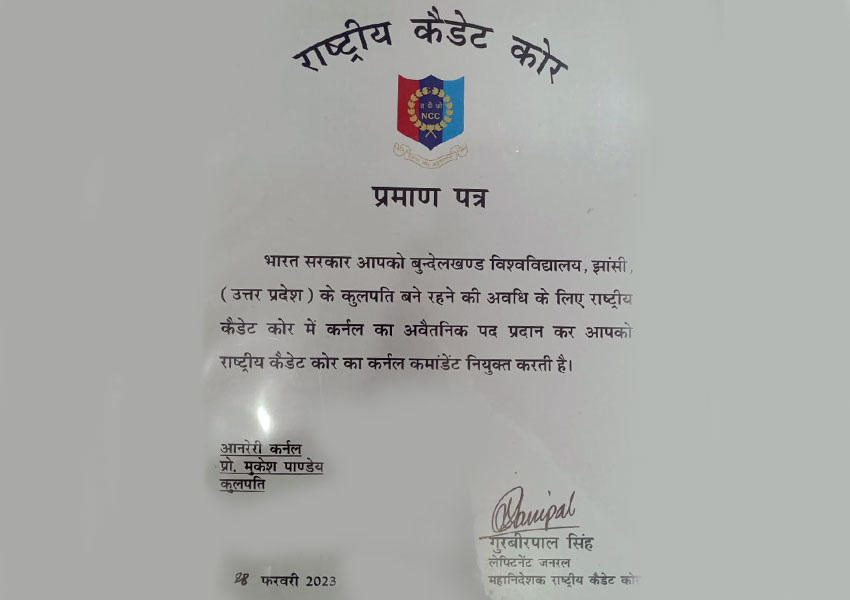 राष्ट्रीय कैडेट कोर
रा कै को
NCC
प्रमाण पत्र
भारत सरकार आपको बुन्देलखण्ड विश्वविद्यालय, झांसी,
( उत्तर प्रदेश ) के कुलपति बने रहने की अवधि के लिए राष्ट्रीय
कैडेट कोर में कर्नल का अवैतनिक पद प्रदान कर आपको
राष्ट्रीय कैडेट कोर का कर्नल कमांडेंट नियुक्त करती है।
आनरेरी कर्नल
प्रो. मुकेश पाण्डेय
कुलपति
गुरबीरपाल सिंह
लेफ्टिनेंट जनरल
महानिदेशक राष्ट्रीय कैडेट कोर
28 फरवरी 2023